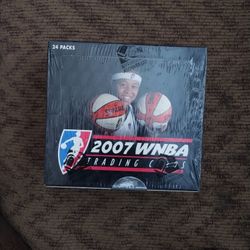 24 PACKS
2007 WNBA
TRADING CARDS